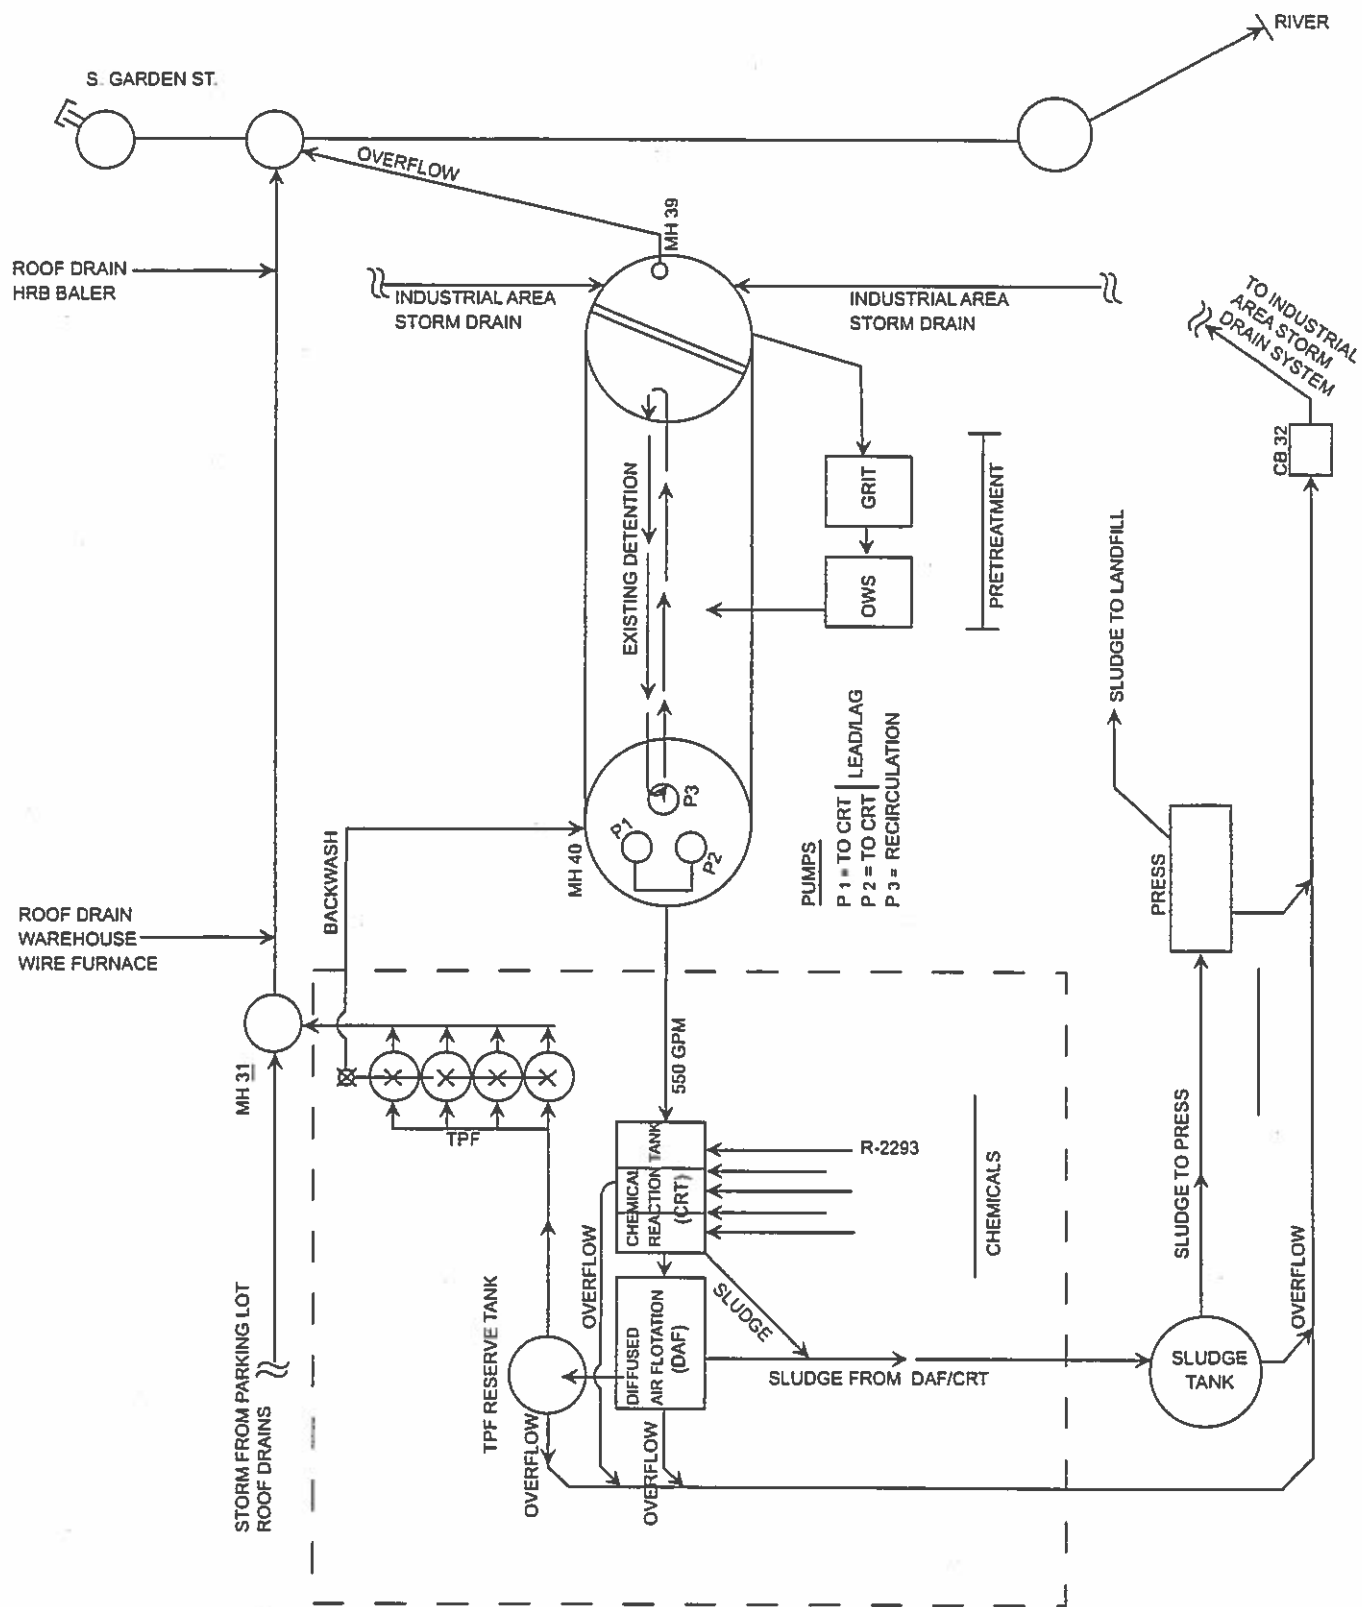 RIVER
S. GARDEN ST.
OVERFLOW
MH 39
ROOF DRAIN
HRB BALER
INDUSTRIAL AREA
STORM DRAIN
INDUSTRIAL AREA
STORM DRAIN
TO INDUSTRIAL
AREA STORM
DRAIN SYSTEM
CB 32
EXISTING DETENTION
GRIT
OWS
PRETREATMENT
SLUDGE TO LANDFILL
P3
P1
P2
MH 40
BACKWASH
PUMPS
P 1 = TO CRT
P 2 = TO CRT
LEAD/LAG
P 3 = RECIRCULATION
PRESS
ROOF DRAIN
WAREHOUSE
WIRE FURNACE
550 GPM
MH 31
TPF
CHEMICAL
REACTION TANK
(CRT)
R-2293
CHEMICALS
SLUDGE TO PRESS
OVERFLOW
OVERFLOW
SLUDGE
STORM FROM PARKING LOT
ROOF DRAINS
TPF RESERVE TANK
DIFFUSED
AIR FLOTATION
(DAF)
SLUDGE FROM DAF/CRT
SLUDGE
TANK
OVERFLOW
OVERFLOW